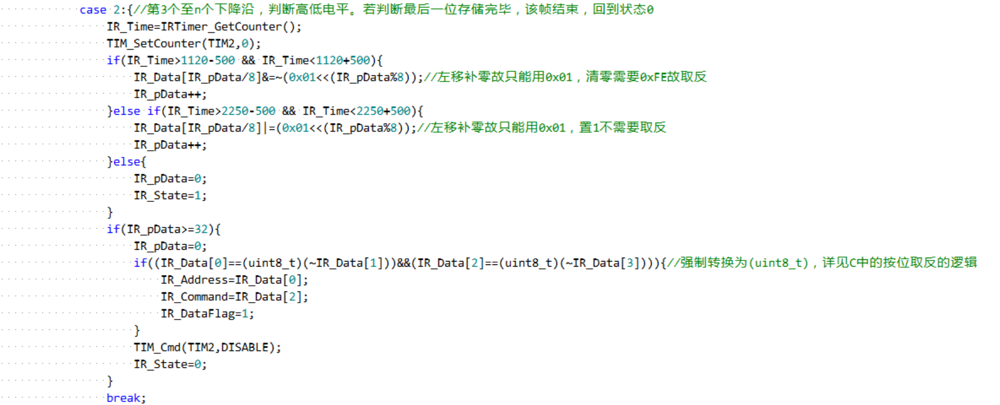 case 2:{//第3个至n个下降沿，判断高低电平。若判断最后一位存储完毕，该帧结束，回到状态0
IR_Time=IRTimer_GetCounter();
TIM_SetCounter(TIM2,0);
if(IR_Time>1120-500 && IR_Time<1120+500){
IR_Data[IR_pData/8]&=~(0x01<<(IR_pData%8));//左移补零故只能用0x01，清零需要0xFE故取反
IR_pData++;
}else if(IR_Time>2250-500 && IR_Time<2250+500){
IR_Data[IR_pData/8]|=(0x01<<(IR_pData%8));//左移补零故只能用0x01，置1不需要取反
IR_pData++;
}else{
IR_pData=0;
IR_State=1;
}
if(IR_pData>=32){
IR_pData=0;
if((IR_Data[0]==(uint8_t)(~IR_Data[1]))&&(IR_Data[2]==(uint8_t)(~IR_Data[3]))){//强制转换为(uint8_t)，详见C中的按位取反的逻辑
IR_Address=IR_Data[0];
IR_Command=IR_Data[2];
IR_DataFlag=1;
}
TIM_Cmd(TIM2,DISABLE);
IR_State=0;
}
break;